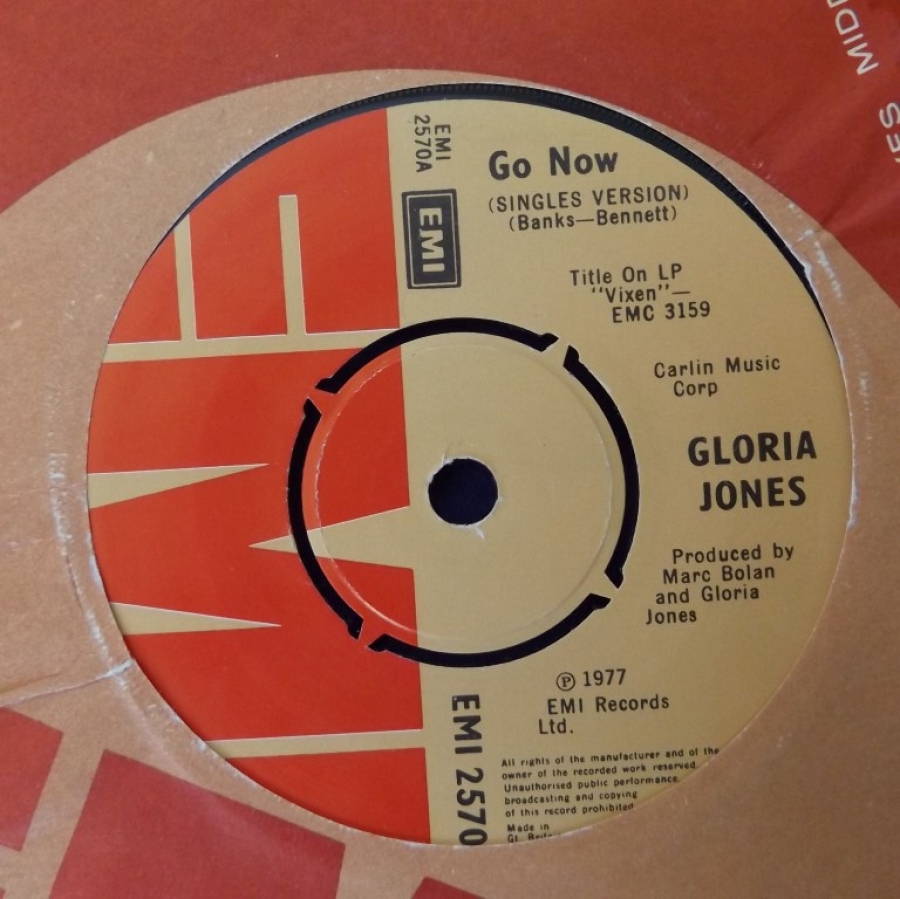 EMI
2570A
EMI
Go Now
(SINGLES VERSION)
(Banks—Bennett)
Title On LP
"Vixen"—
EMC 3159
Carlin Music
Corp
GLORIA
JONES
Produced by
Marc Bolan
and Gloria
Jones
℗ 1977
EMI Records
Ltd.
EMI 2570
All rights of the manufacturer and of the
owner of the recorded work reserved.
Unauthorised public performance,
broadcasting and copying
of this record prohibited
Made in
Gt.
EMI